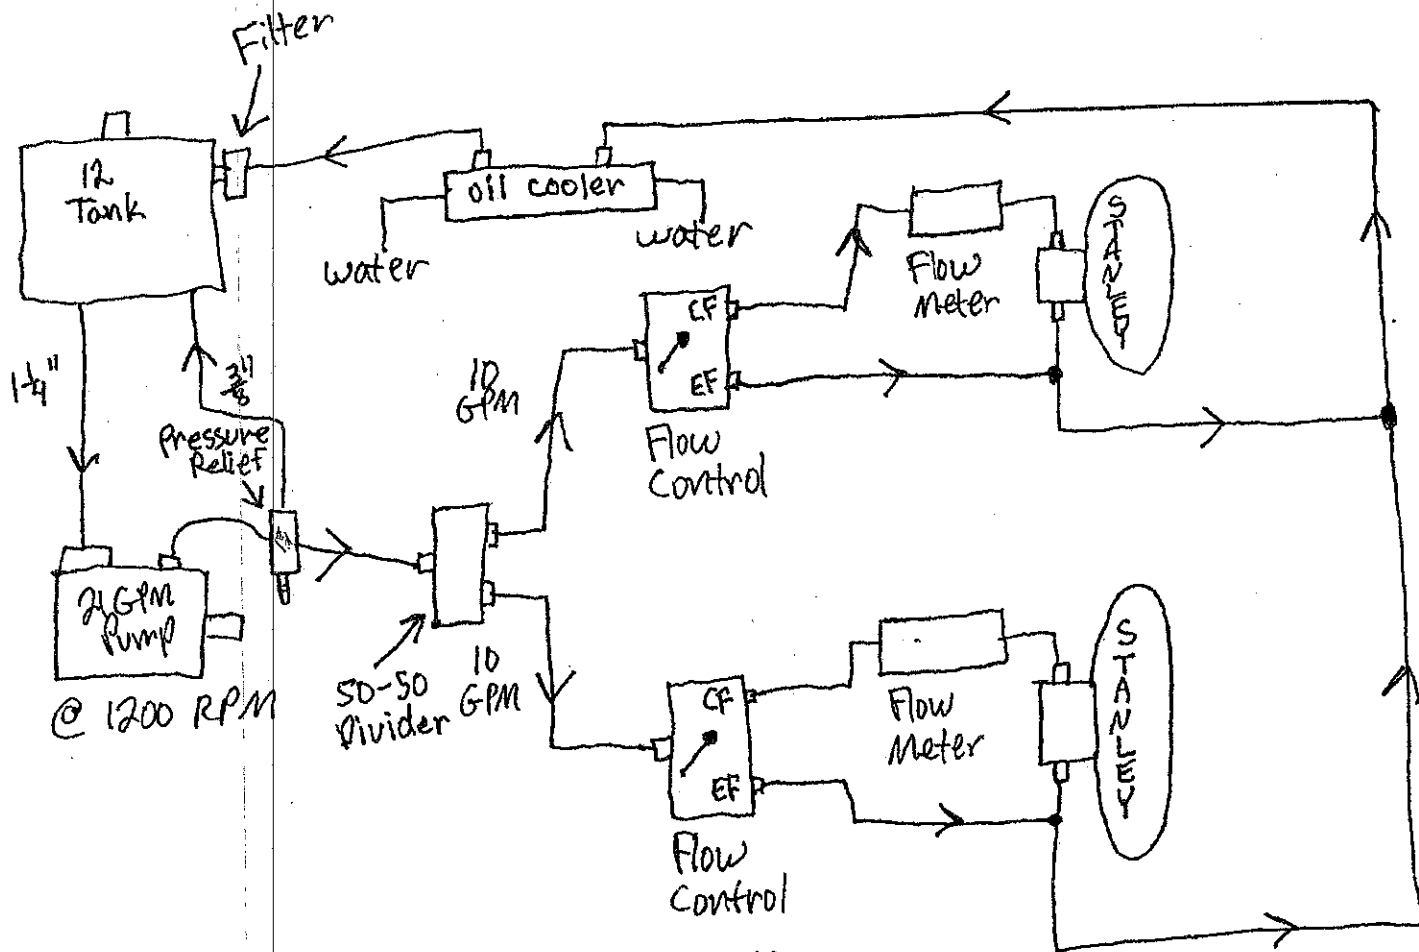 Filter
12
Tank
oil cooler
water
water
Flow
Meter
STANLEY
CF
EF
Flow
Control
10
GPM
1 1/4"
3/8"
Pressure
Relief
21 GPM
Pump
@ 1200 RPM
50-50
Divider
10
GPM
CF
EF
Flow
Control
Flow
Meter
STANLEY